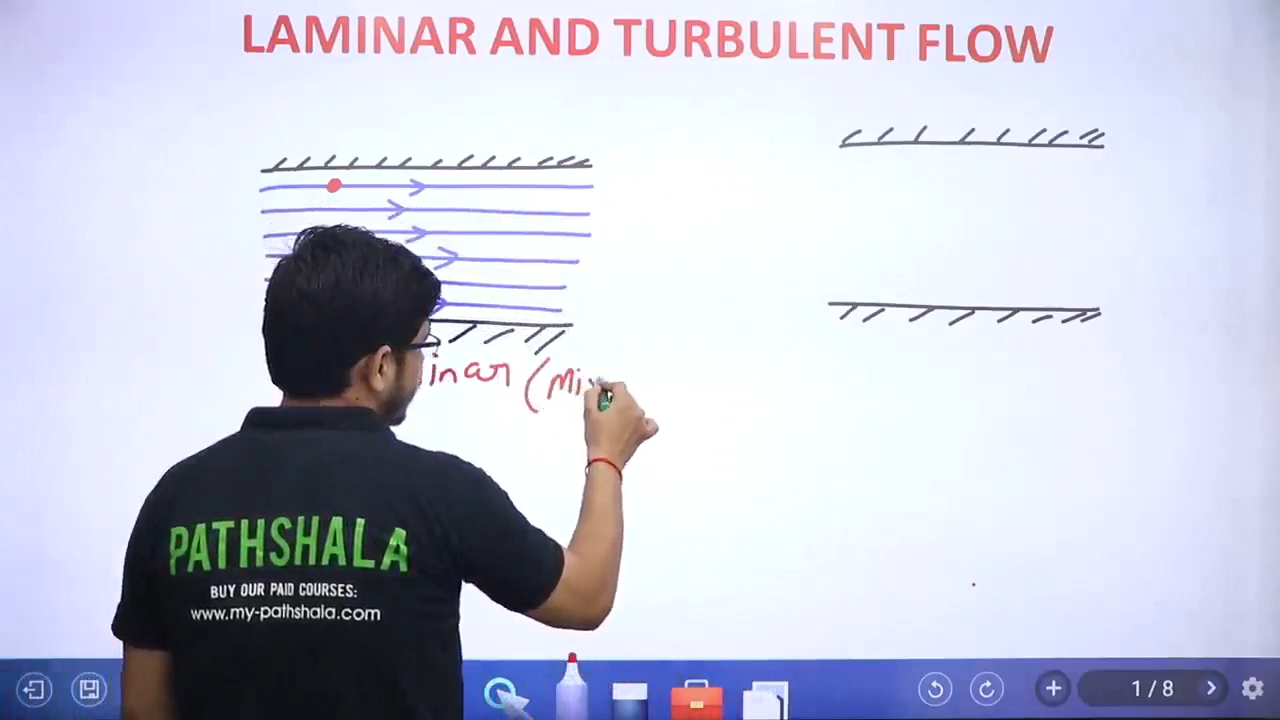 LAMINAR AND TURBULENT FLOW
inar (Mi
PATHSHALA
BUY OUR PAID COURSES:
www.my-pathshala.com
1/8